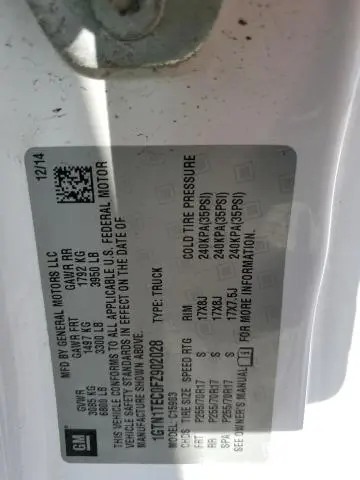 MFD BY GENERAL MOTORS LLC
12/14
GVWR GAWR FRT GAWR RR
3085 KG 1497 KG 1792 KG
6800 LB 3300 LB 3950 LB
THIS VEHICLE CONFORMS TO ALL APPLICABLE U.S. FEDERAL MOTOR
VEHICLE SAFETY STANDARDS IN EFFECT ON THE DATE OF
MANUFACTURE SHOWN ABOVE.
1GTN1TEC0FZ902028 TYPE: TRUCK
MODEL: C15903
CHDS TIRE SIZE SPEED RTG RIM COLD TIRE PRESSURE
FRT P255/70R17 S 17X8J 240KPA(35PSI)
RR P255/70R17 S 17X8J 240KPA(35PSI)
SPA P255/70R17 S 17X7.5J 240KPA(35PSI)
SEE OWNER'S MANUAL FOR MORE INFORMATION.
GM